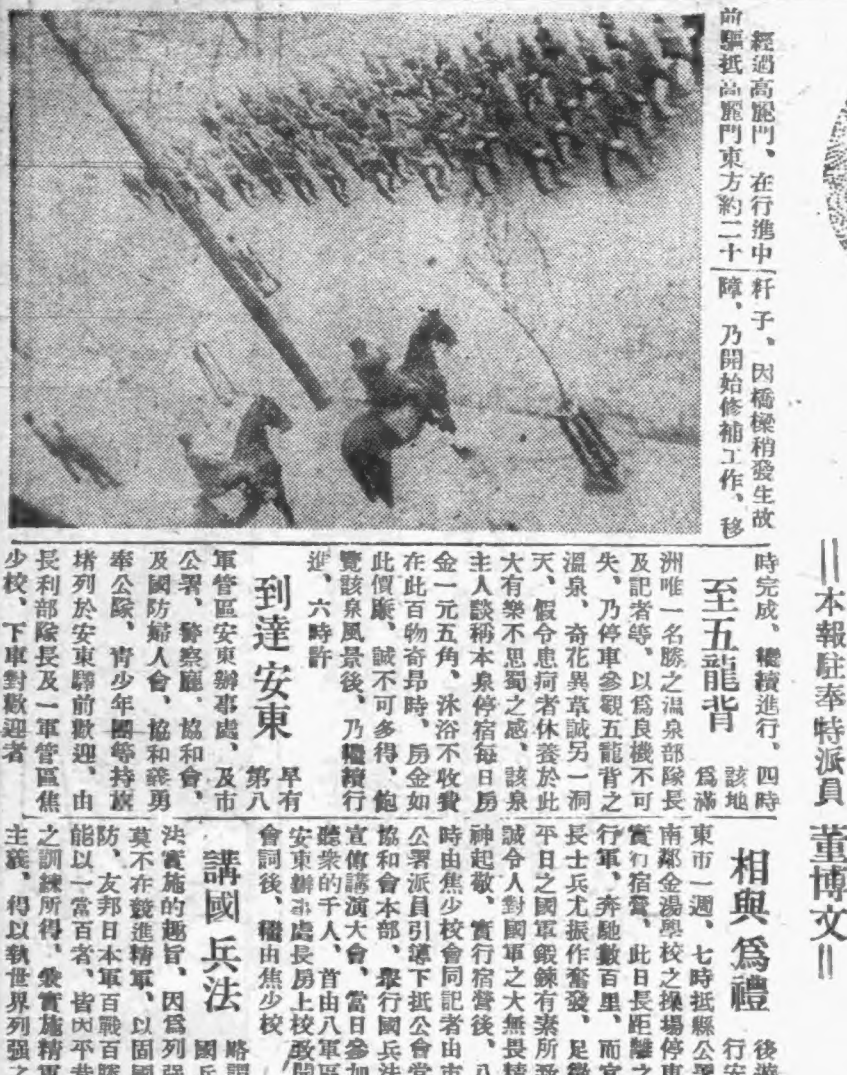 =本報駐奉特派員 董博文=
經過高麗門、在行進中
前驅抵高麗門東方約二十
粁子、因橋樑稍發生故
障、乃開始修補工作、移
時完成、繼續進行、四時
至五龍背
該地
爲滿
洲唯一名勝之温泉部隊長
及記者等、以爲良機不可
失、乃停車參觀五龍背之
溫泉、奇花異草誠另一洞
天、假令患疴者休養於此
大有樂不思蜀之感、該泉
主人談稱本泉停宿每日房
金一元五角、沐浴不收費
在此百物奇昂時、房金如
此價廉、誠不可多得、飽
覽該泉風景後、乃繼續行
進、六時許
到達安東
早有
第八
軍管區安東辦事處、及市
公署、警察廳、協和會、
及國防婦人會、協和義勇
奉公隊、青少年團等持旗
堵列於安東驛前歡迎、由
長利部隊長及一軍管區焦
少校、下車對歡迎者
相與爲禮
後遊
行安
東市一週、七時抵縣公署
南鄰金湯學校之操場停車
實行宿營、此日長距離之
行軍、奔馳數百里、而官
長士兵尤振作奮發、足徵
平日之國軍鍛鍊有素所致
誠令人對國軍之大無畏精
神起敬、實行宿營後、八
時由焦少校會同記者由市
公署派員引導下抵公會堂
協和會本部、舉行國兵法
宣傳講演大會、當日參加
聽衆約千人、首由八軍區
安東辦事處長房上校致開
會詞後、繼由焦少校
講國兵法
略謂
國兵
法實施的趣旨、因爲列强
莫不在競進精軍、以固國
防、友邦日本軍百戰百勝
能以一當百者、皆因平昔
之訓練所得、爰實施精軍
主義、得以執世界列强之